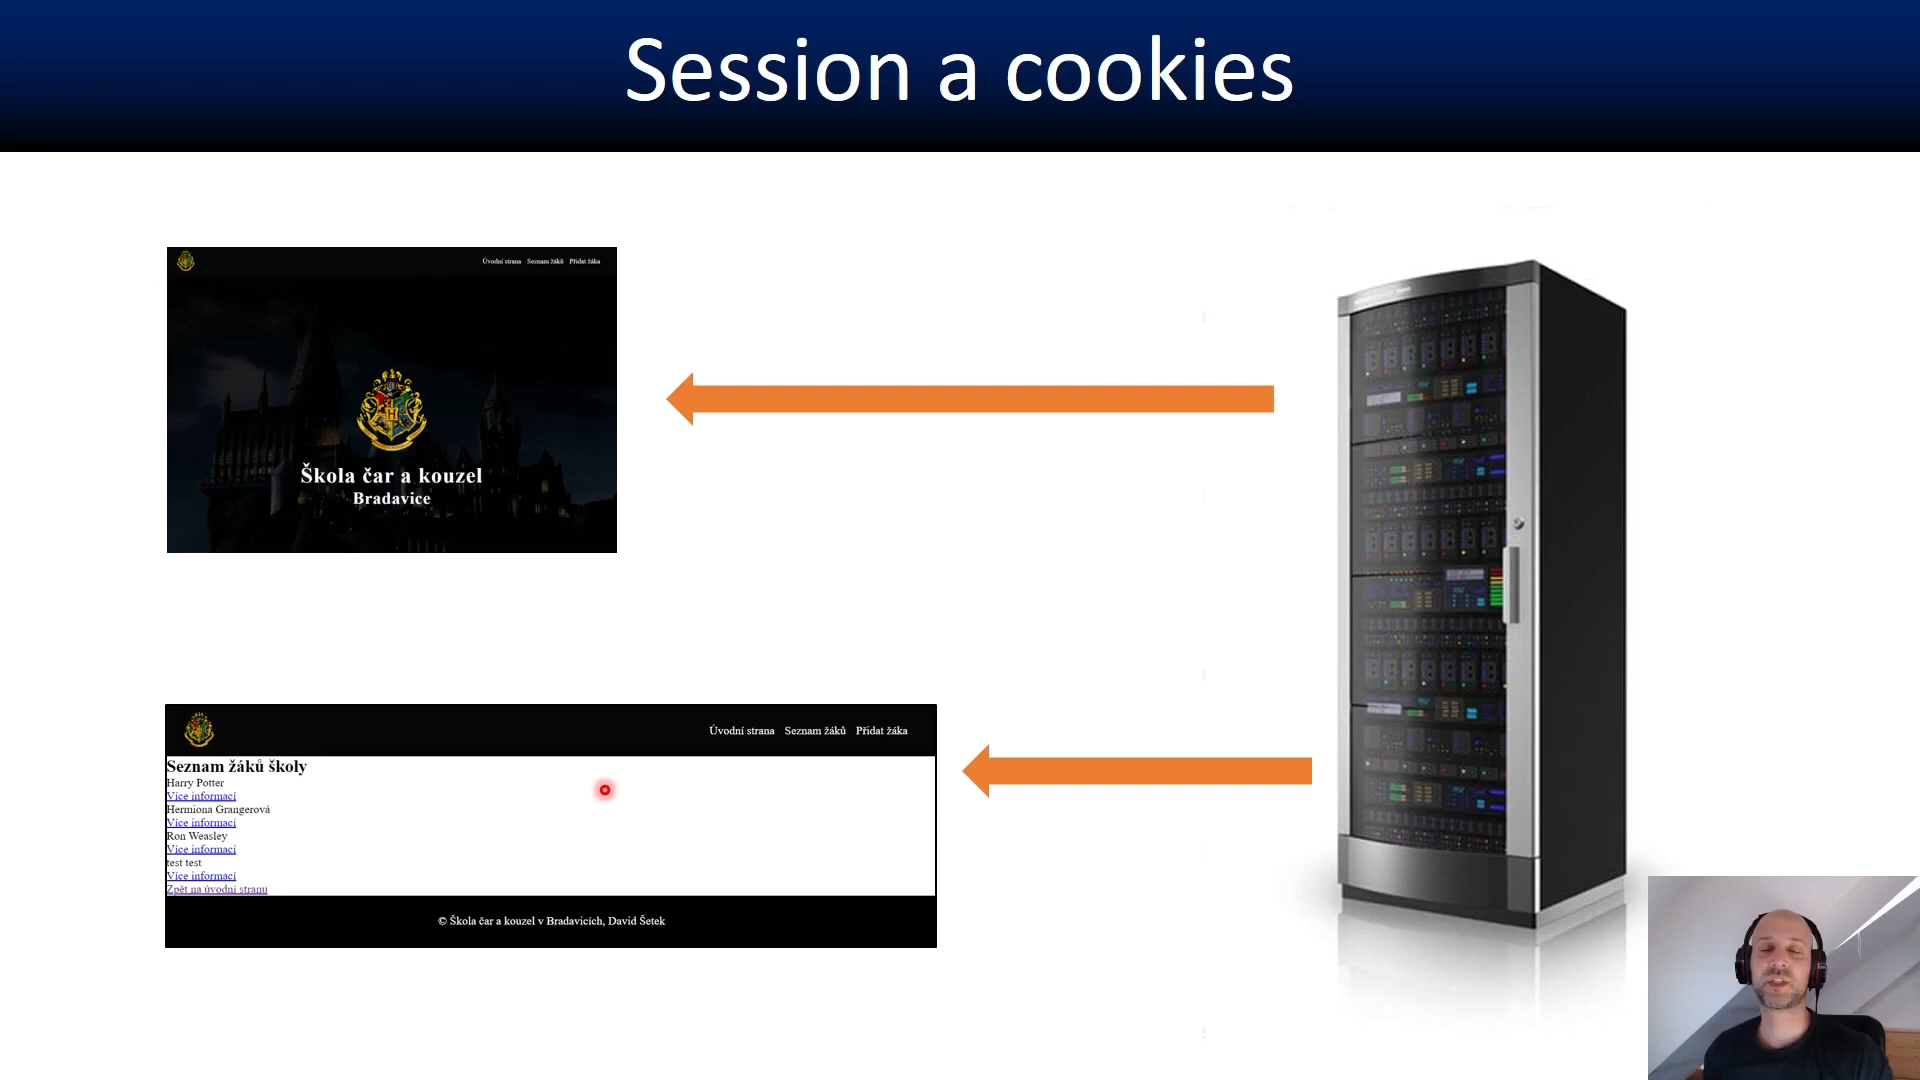 Session a cookies
Úvodní strana Seznam žáků Přidat žáka
Škola čar a kouzel
Bradavice
Úvodní strana Seznam žáků Přidat žáka
Seznam žáků školy
Harry Potter
Více informací
Hermiona Grangerová
Více informací
Ron Weasley
Více informací
test test
Více informací
Zpět na úvodní stranu
© Škola čar a kouzel v Bradavicích, David Šetek